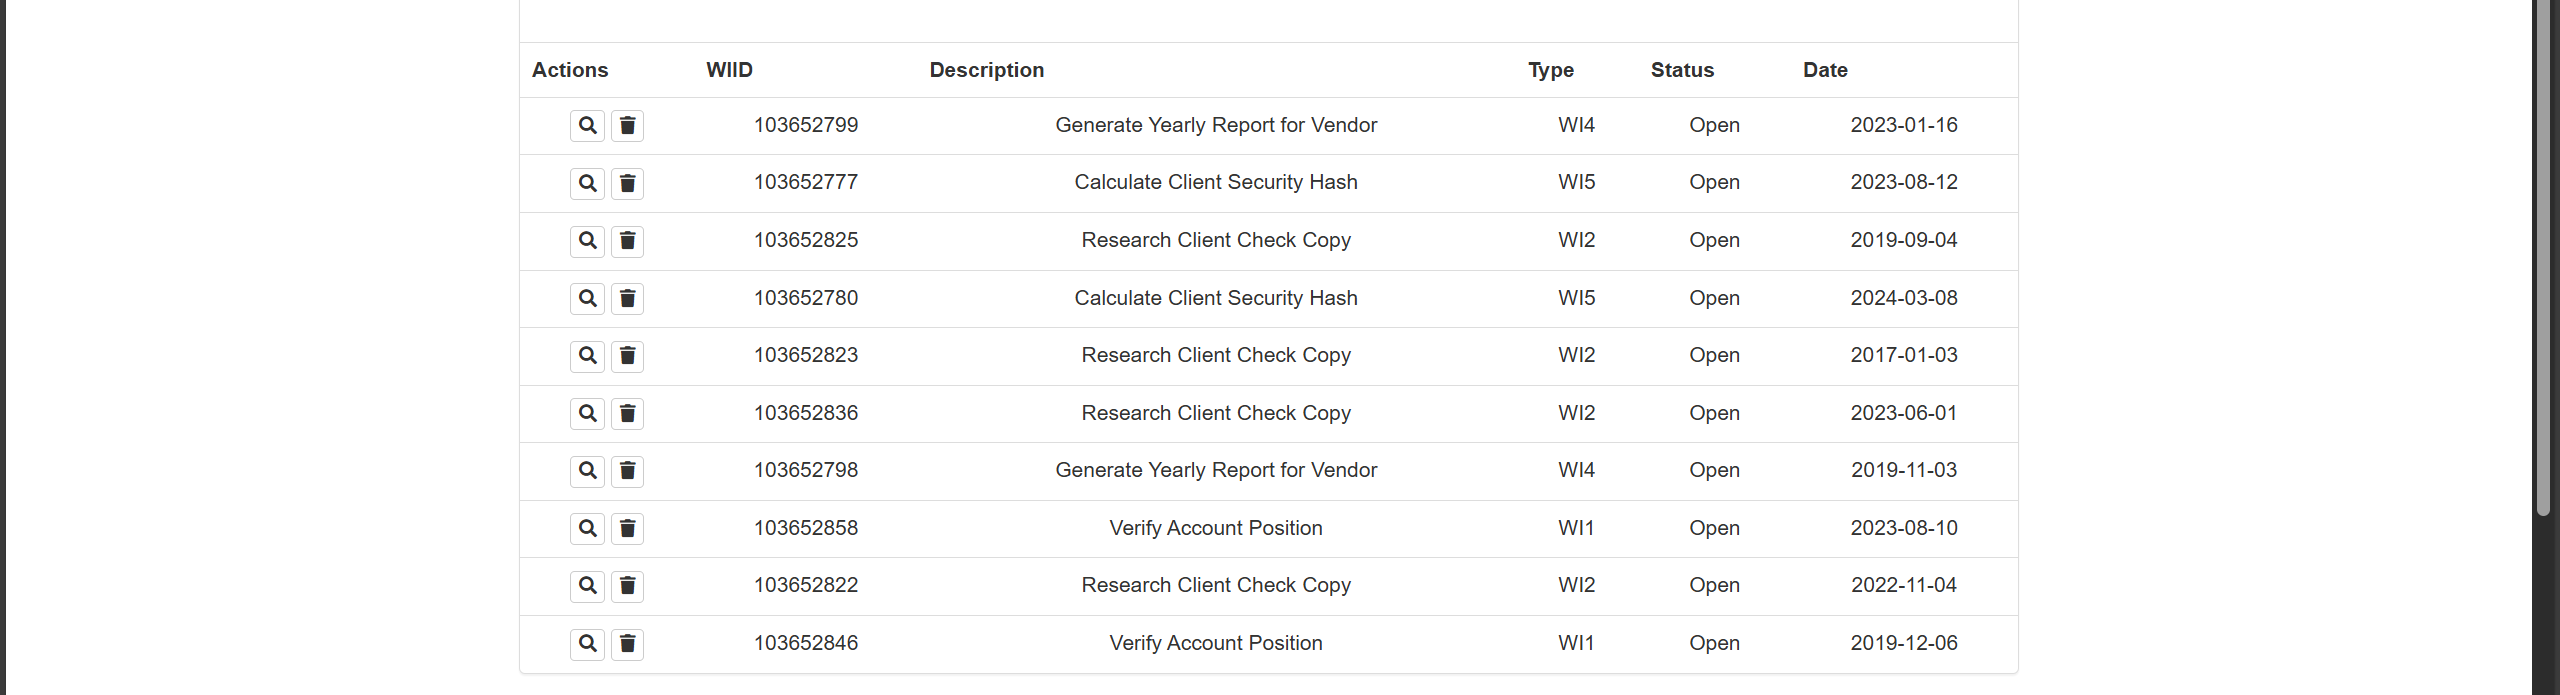 Actions WIID Description Type Status Date
103652799 Generate Yearly Report for Vendor WI4 Open 2023-01-16
103652777 Calculate Client Security Hash WI5 Open 2023-08-12
103652825 Research Client Check Copy WI2 Open 2019-09-04
103652780 Calculate Client Security Hash WI5 Open 2024-03-08
103652823 Research Client Check Copy WI2 Open 2017-01-03
103652836 Research Client Check Copy WI2 Open 2023-06-01
103652798 Generate Yearly Report for Vendor WI4 Open 2019-11-03
103652858 Verify Account Position WI1 Open 2023-08-10
103652822 Research Client Check Copy WI2 Open 2022-11-04
103652846 Verify Account Position WI1 Open 2019-12-06